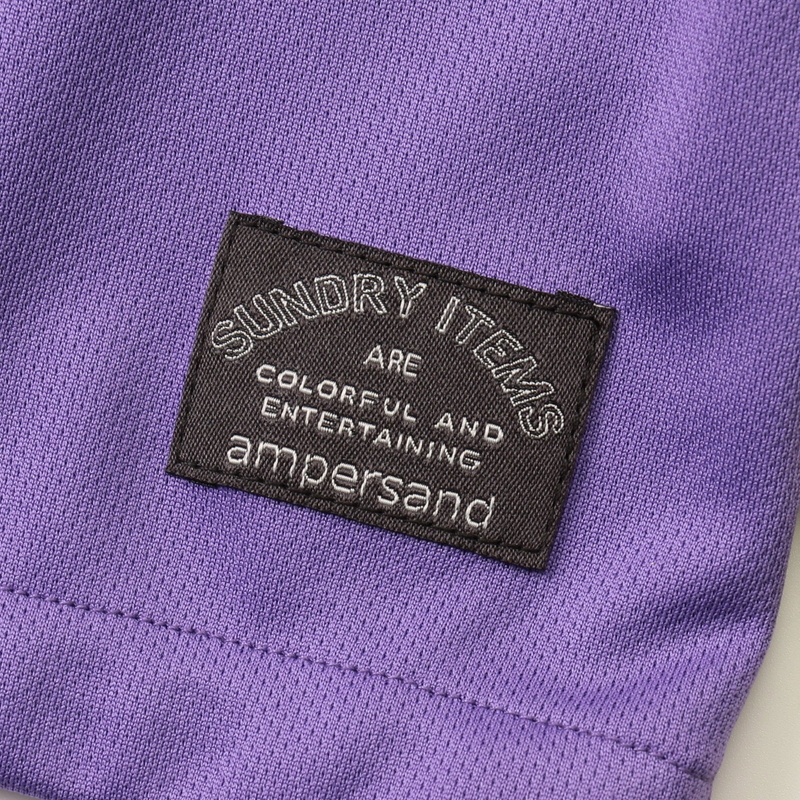 SUNDRY ITEMS
ARE
COLORFUL AND
ENTERTAINING
ampersand